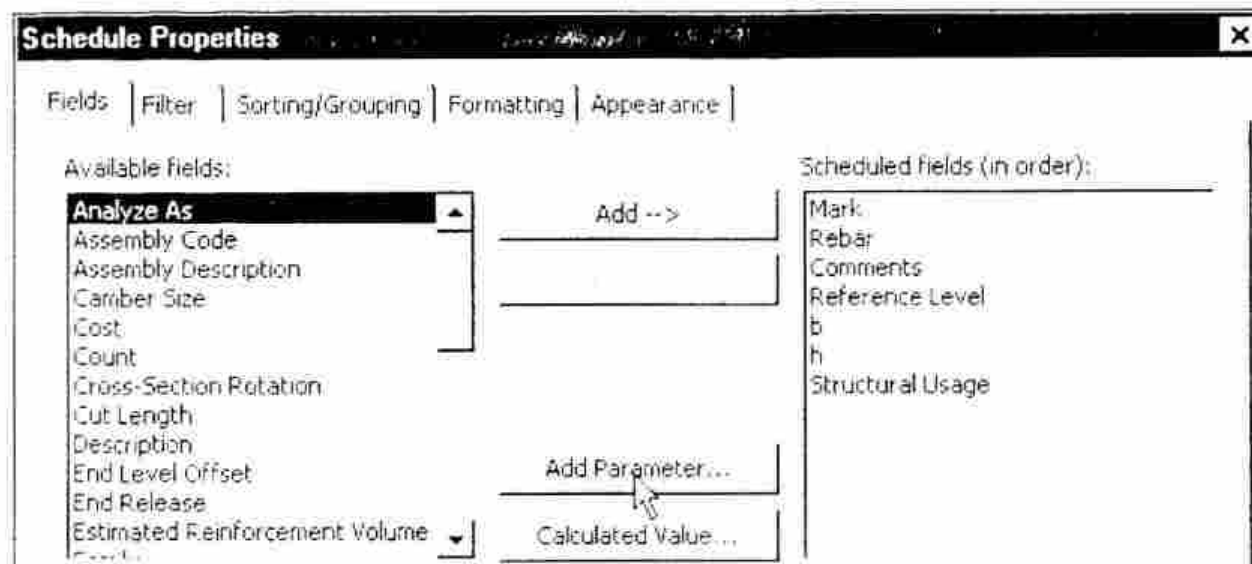 Schedule Properties
Fields Filter Sorting/Grouping Formatting Appearance
Available fields:
Analyze As
Assembly Code
Assembly Description
Camber Size
Cost
Count
Cross-Section Rotation
Cut Length
Description
End Level Offset
End Release
Estimated Reinforcement Volume
Add -->
Add Parameter...
Calculated Value...
Scheduled fields (in order):
Mark
Rebar
Comments
Reference Level
b
h
Structural Usage